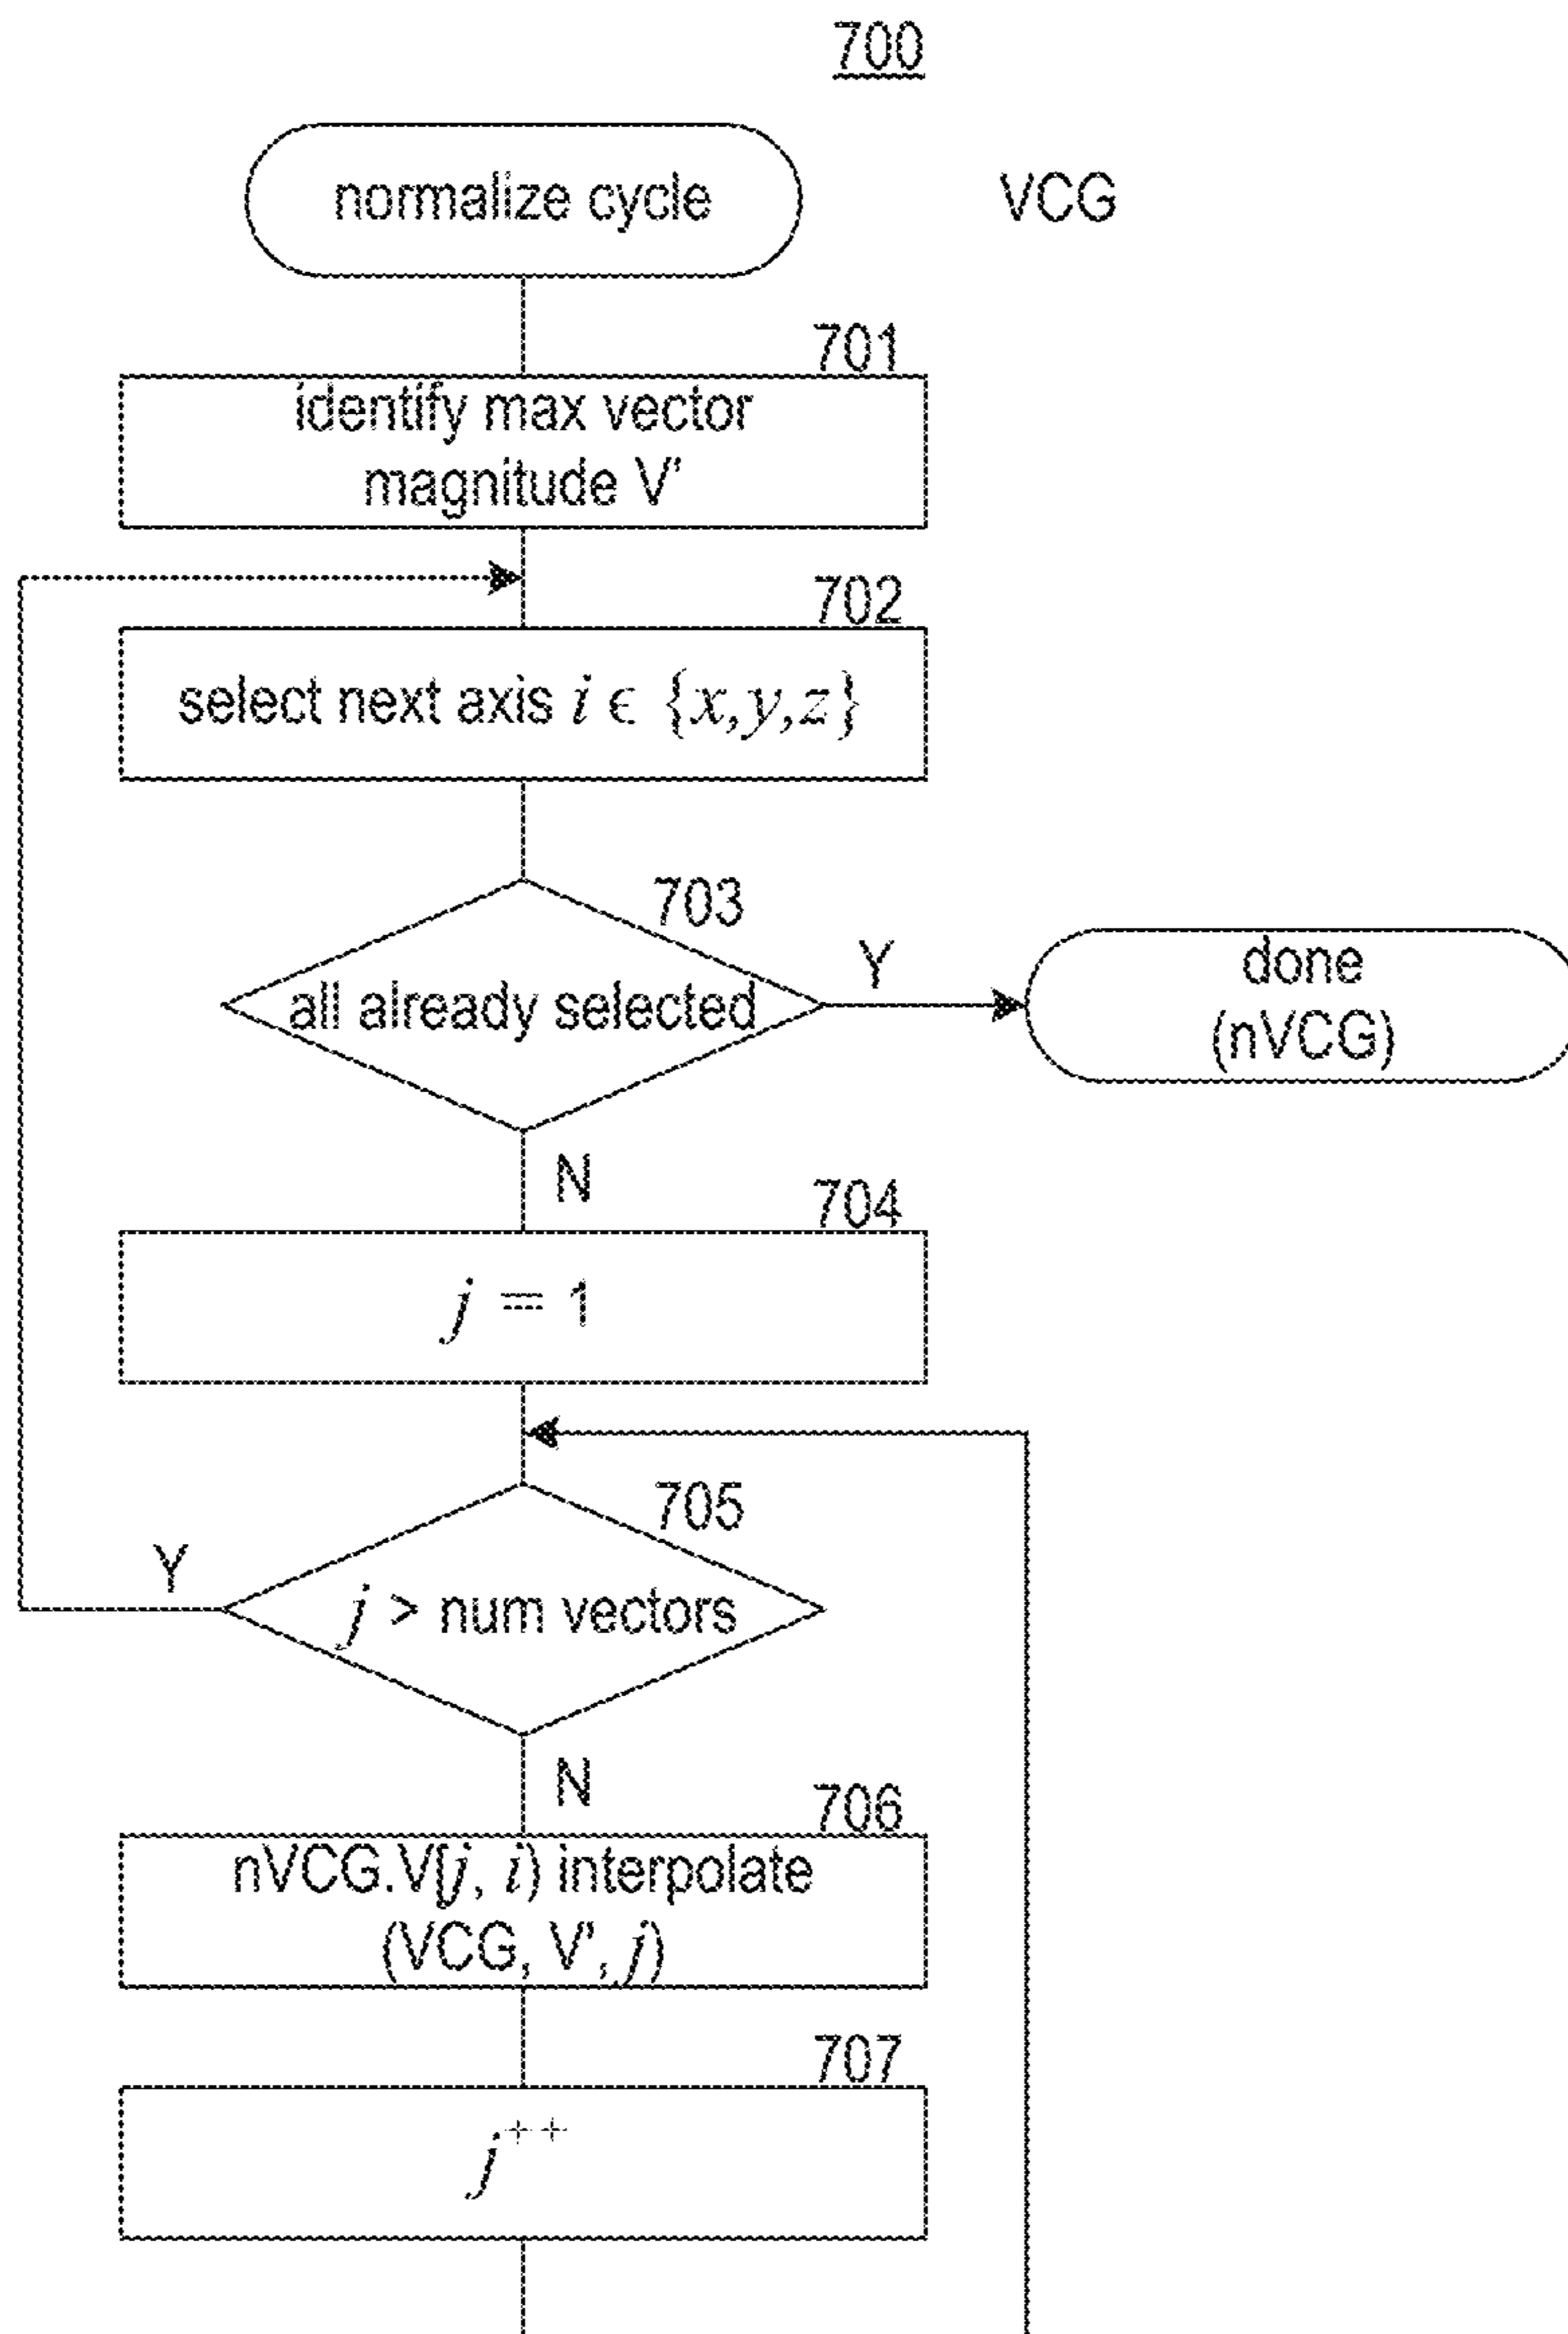 700
normalize cycle
VCG
701
identify max vector
magnitude V'
702
select next axis i ϵ {x,y,z}
703
all already selected
Y
done
(nVCG)
N
704
j = 1
705
j > num vectors
Y
N
706
nVCG.V[j, i) interpolate
(VCG, V', j)
707
j++